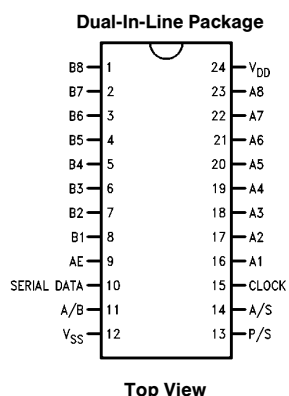 Dual-In-Line Package
B8 1 24 VDD
B7 2 23 A8
B6 3 22 A7
B5 4 21 A6
B4 5 20 A5
B3 6 19 A4
B2 7 18 A3
B1 8 17 A2
AE 9 16 A1
SERIAL DATA 10 15 CLOCK
A/B 11 14 A/S
VSS 12 13 P/S
Top View